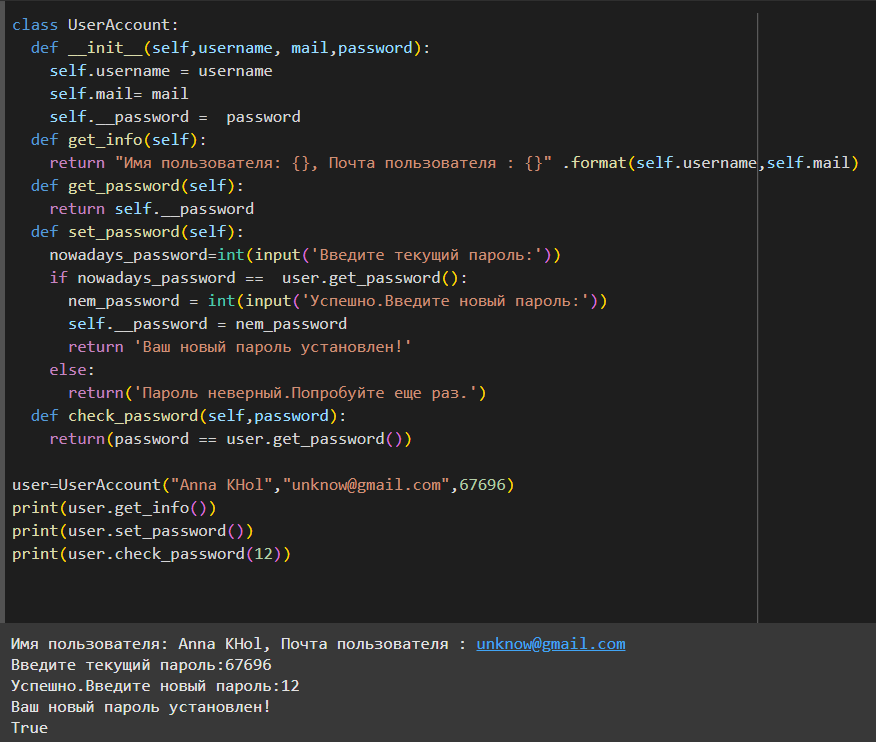 class UserAccount:
  def __init__(self,username, mail,password):
    self.username = username
    self.mail= mail
    self.__password =  password
  def get_info(self):
    return "Имя пользователя: {}, Почта пользователя : {}" .format(self.username,self.mail)
  def get_password(self):
    return self.__password
  def set_password(self):
    nowadays_password=int(input('Введите текущий пароль:'))
    if nowadays_password ==  user.get_password():
      nem_password = int(input('Успешно.Введите новый пароль:'))
      self.__password = nem_password
      return 'Ваш новый пароль установлен!'
    else:
      return('Пароль неверный.Попробуйте еще раз.')
  def check_password(self,password):
    return(password == user.get_password())

user=UserAccount("Anna KHol","unknow@gmail.com",67696)
print(user.get_info())
print(user.set_password())
print(user.check_password(12))

Имя пользователя: Anna KHol, Почта пользователя : unknow@gmail.com
Введите текущий пароль:67696
Успешно.Введите новый пароль:12
Ваш новый пароль установлен!
True